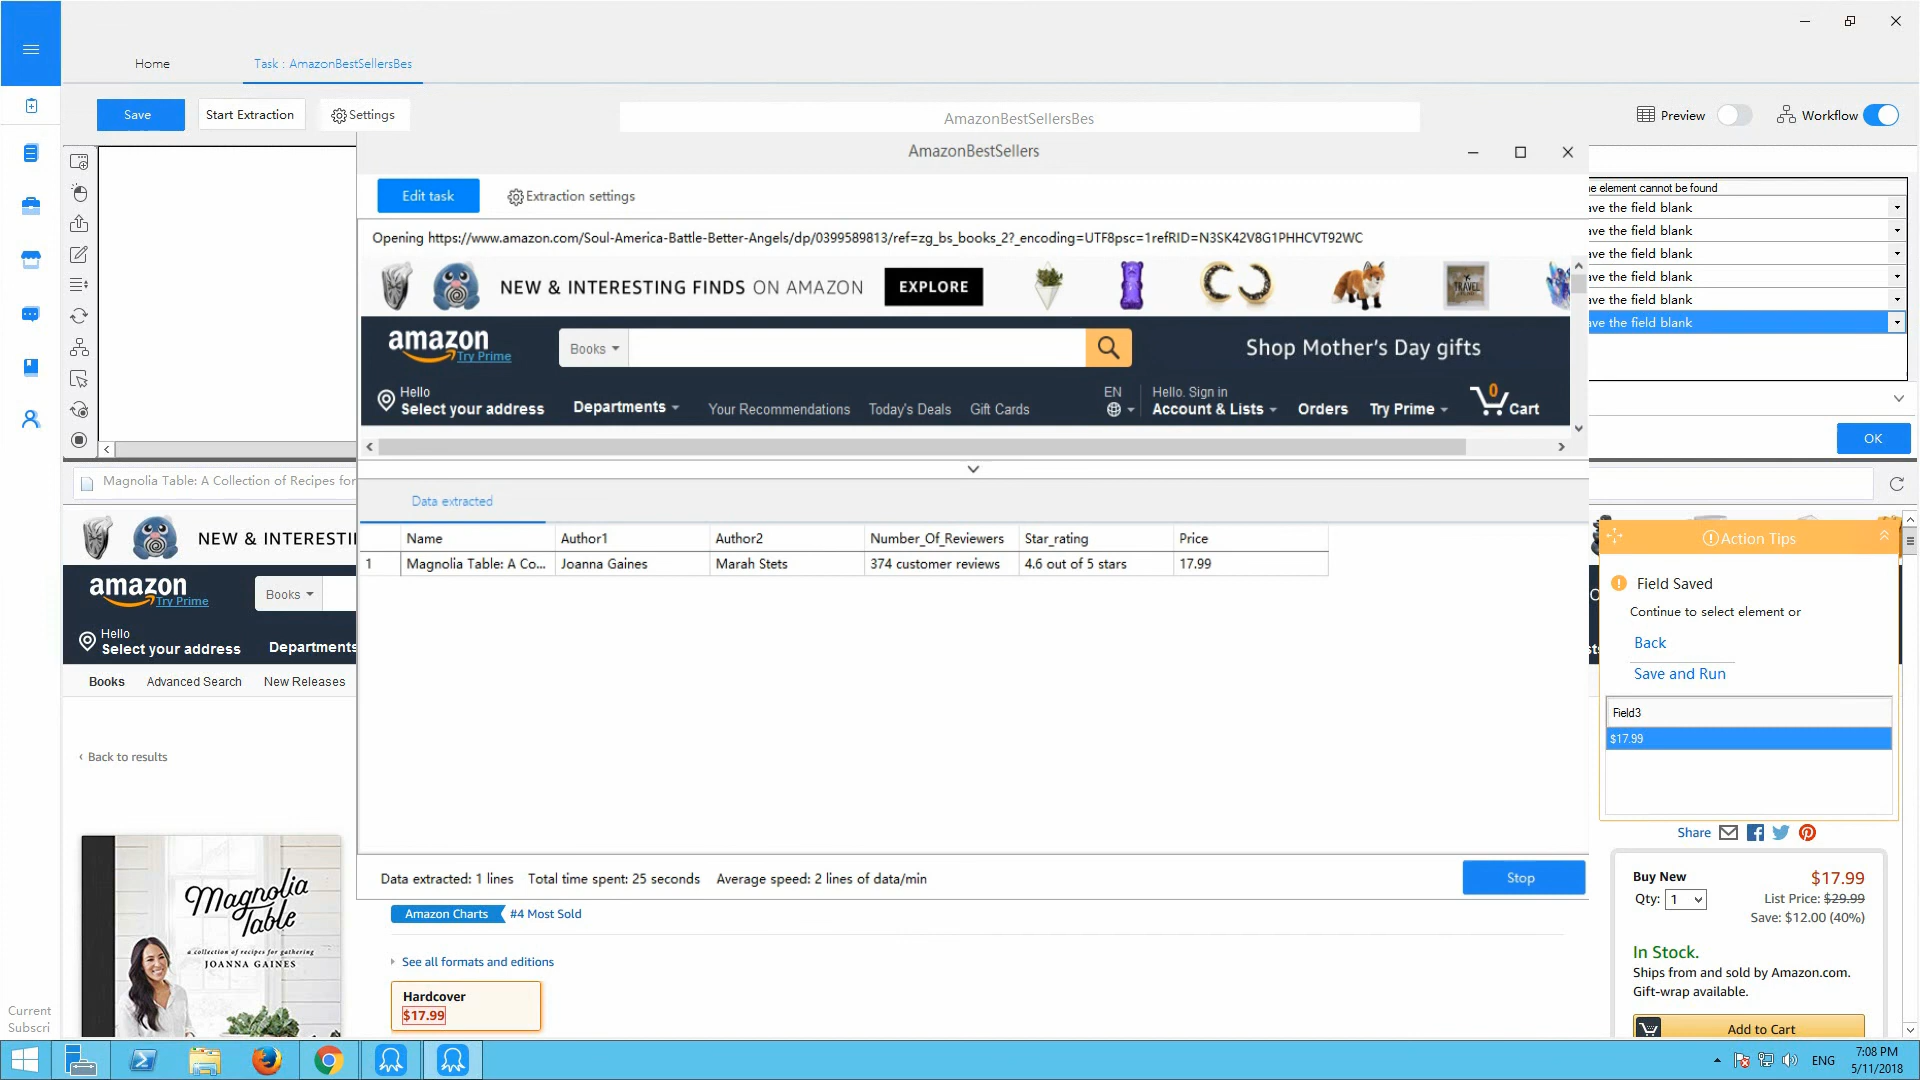 Home
Task : AmazonBestSellersBes
Save
Start Extraction
Settings
AmazonBestSellersBes
Preview
Workflow
AmazonBestSellers
Edit task
Extraction settings
e element cannot be found
ave the field blank
ave the field blank
ave the field blank
ave the field blank
ave the field blank
ave the field blank
OK
Opening https://www.amazon.com/Soul-America-Battle-Better-Angels/dp/0399589813/ref=zg_bs_books_2?_encoding=UTF8psc=1refRID=N3SK42V8G1PHHCVT92WC
NEW & INTERESTING FINDS ON AMAZON
EXPLORE
TRAVEL
amazon
Try Prime
Books
Shop Mother's Day gifts
Hello
Select your address
Departments
Your Recommendations
Today's Deals
Gift Cards
EN
Hello. Sign in
Account & Lists
Orders
Try Prime
0
Cart
Magnolia Table: A Collection of Recipes for
NEW & INTERESTI
amazon
Try Prime
Books
Hello
Select your address
Departments
Books
Advanced Search
New Releases
‹ Back to results
Data extracted
Name Author1 Author2 Number_Of_Reviewers Star_rating Price
1 Magnolia Table: A Co... Joanna Gaines Marah Stets 374 customer reviews 4.6 out of 5 stars 17.99
Data extracted: 1 lines Total time spent: 25 seconds Average speed: 2 lines of data/min
Stop
Action Tips
Field Saved
Continue to select element or
Back
Save and Run
Field3
$17.99
Share
Magnolia
Table
a collection of recipes for gathering
JOANNA GAINES
Amazon Charts
#4 Most Sold
See all formats and editions
Hardcover
$17.99
Buy New
$17.99
Qty: 1
List Price: $29.99
Save: $12.00 (40%)
In Stock.
Ships from and sold by Amazon.com.
Gift-wrap available.
Add to Cart
Current
Subscri
ENG
7:08 PM
5/11/2018